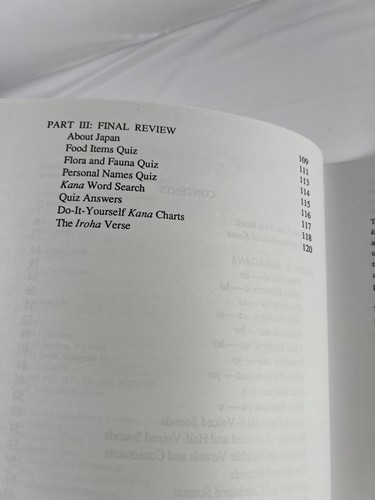 PART III: FINAL REVIEW 109
About Japan 111
Food Items Quiz 113
Flora and Fauna Quiz 114
Personal Names Quiz 115
Kana Word Search 116
Quiz Answers 117
Do-It-Yourself Kana Charts 118
The Iroha Verse 120